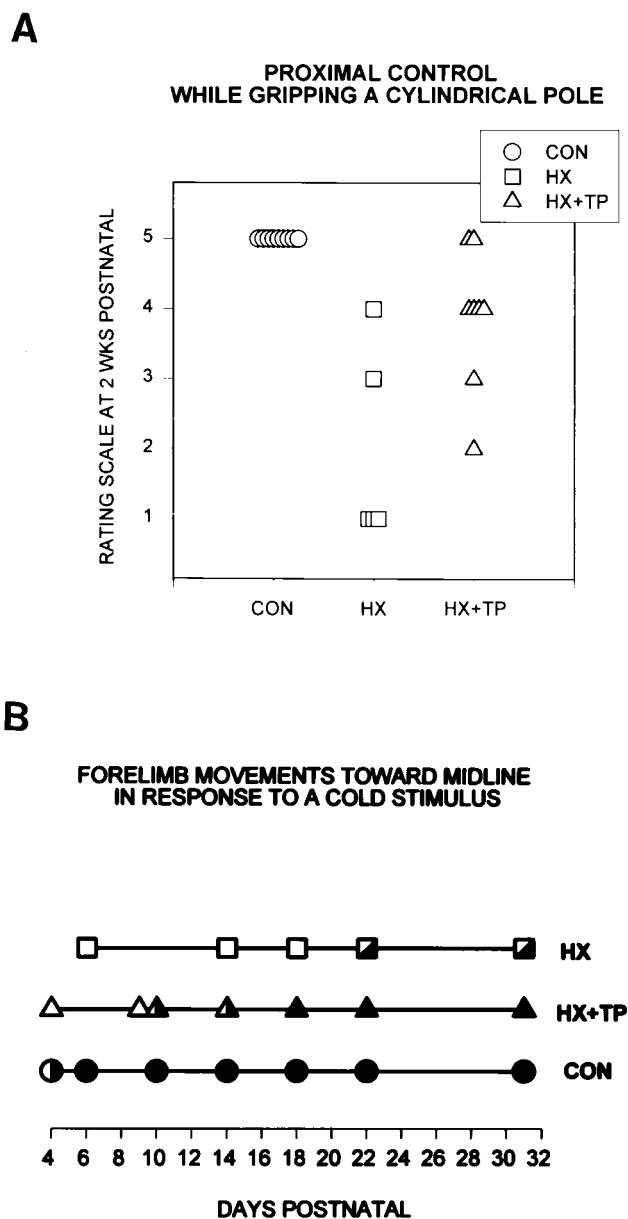 A
PROXIMAL CONTROL
WHILE GRIPPING A CYLINDRICAL POLE
CON
HX
HX+TP
RATING SCALE AT 2 WKS POSTNATAL
5
4
3
2
1
CON HX HX+TP
B
FORELIMB MOVEMENTS TOWARD MIDLINE
IN RESPONSE TO A COLD STIMULUS
HX
HX+TP
CON
4 6 8 10 12 14 16 18 20 22 24 26 28 30 32
DAYS POSTNATAL